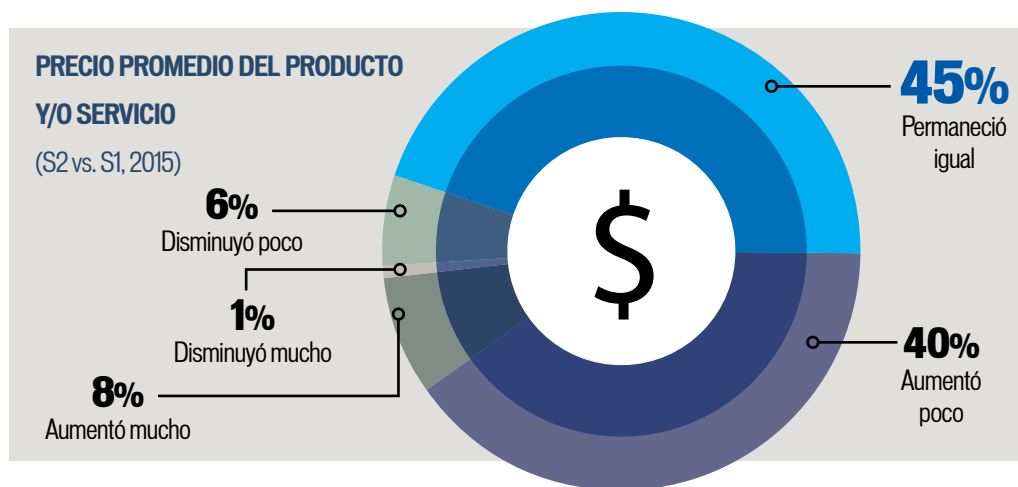 PRECIO PROMEDIO DEL PRODUCTO
Y/O SERVICIO
(S2 vs. S1, 2015)
45%
Permaneció
igual
6%
Disminuyó poco
1%
Disminuyó mucho
8%
Aumentó mucho
40%
Aumentó
poco
$